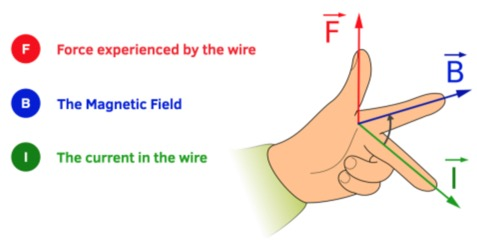 F Force experienced by the wire
B The Magnetic Field
I The current in the wire
F
B
I